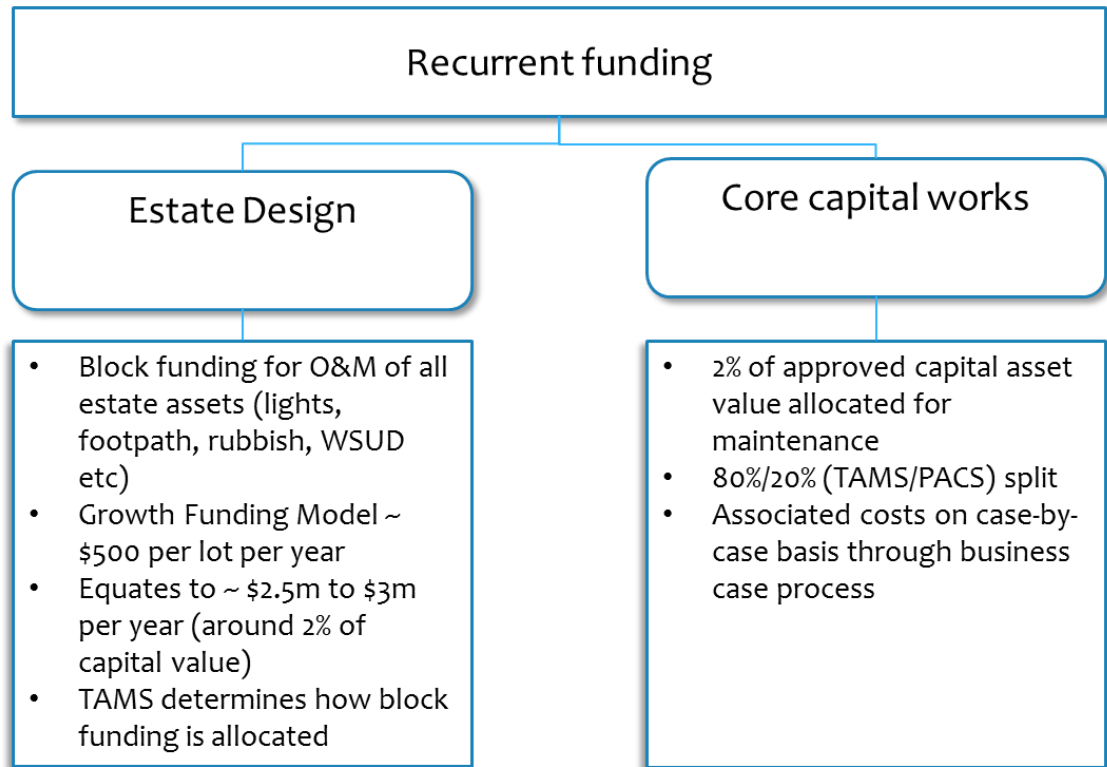 Recurrent funding
Estate Design
Core capital works
• Block funding for O&M of all
estate assets (lights,
footpath, rubbish, WSUD
etc)
• Growth Funding Model ~
$500 per lot per year
• Equates to ~ $2.5m to $3m
per year (around 2% of
capital value)
• TAMS determines how block
funding is allocated
• 2% of approved capital asset
value allocated for
maintenance
• 80%/20% (TAMS/PACS) split
• Associated costs on case-by-
case basis through business
case process